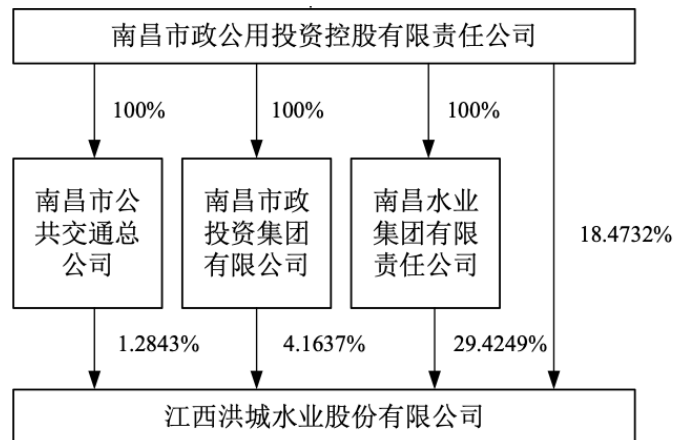 南昌市政公用投资控股有限责任公司
100%
100%
100%
南昌市公
共交通总
公司
南昌市政
投资集团
有限公司
南昌水业
集团有限
责任公司
18.4732%
1.2843%
4.1637%
29.4249%
江西洪城水业股份有限公司